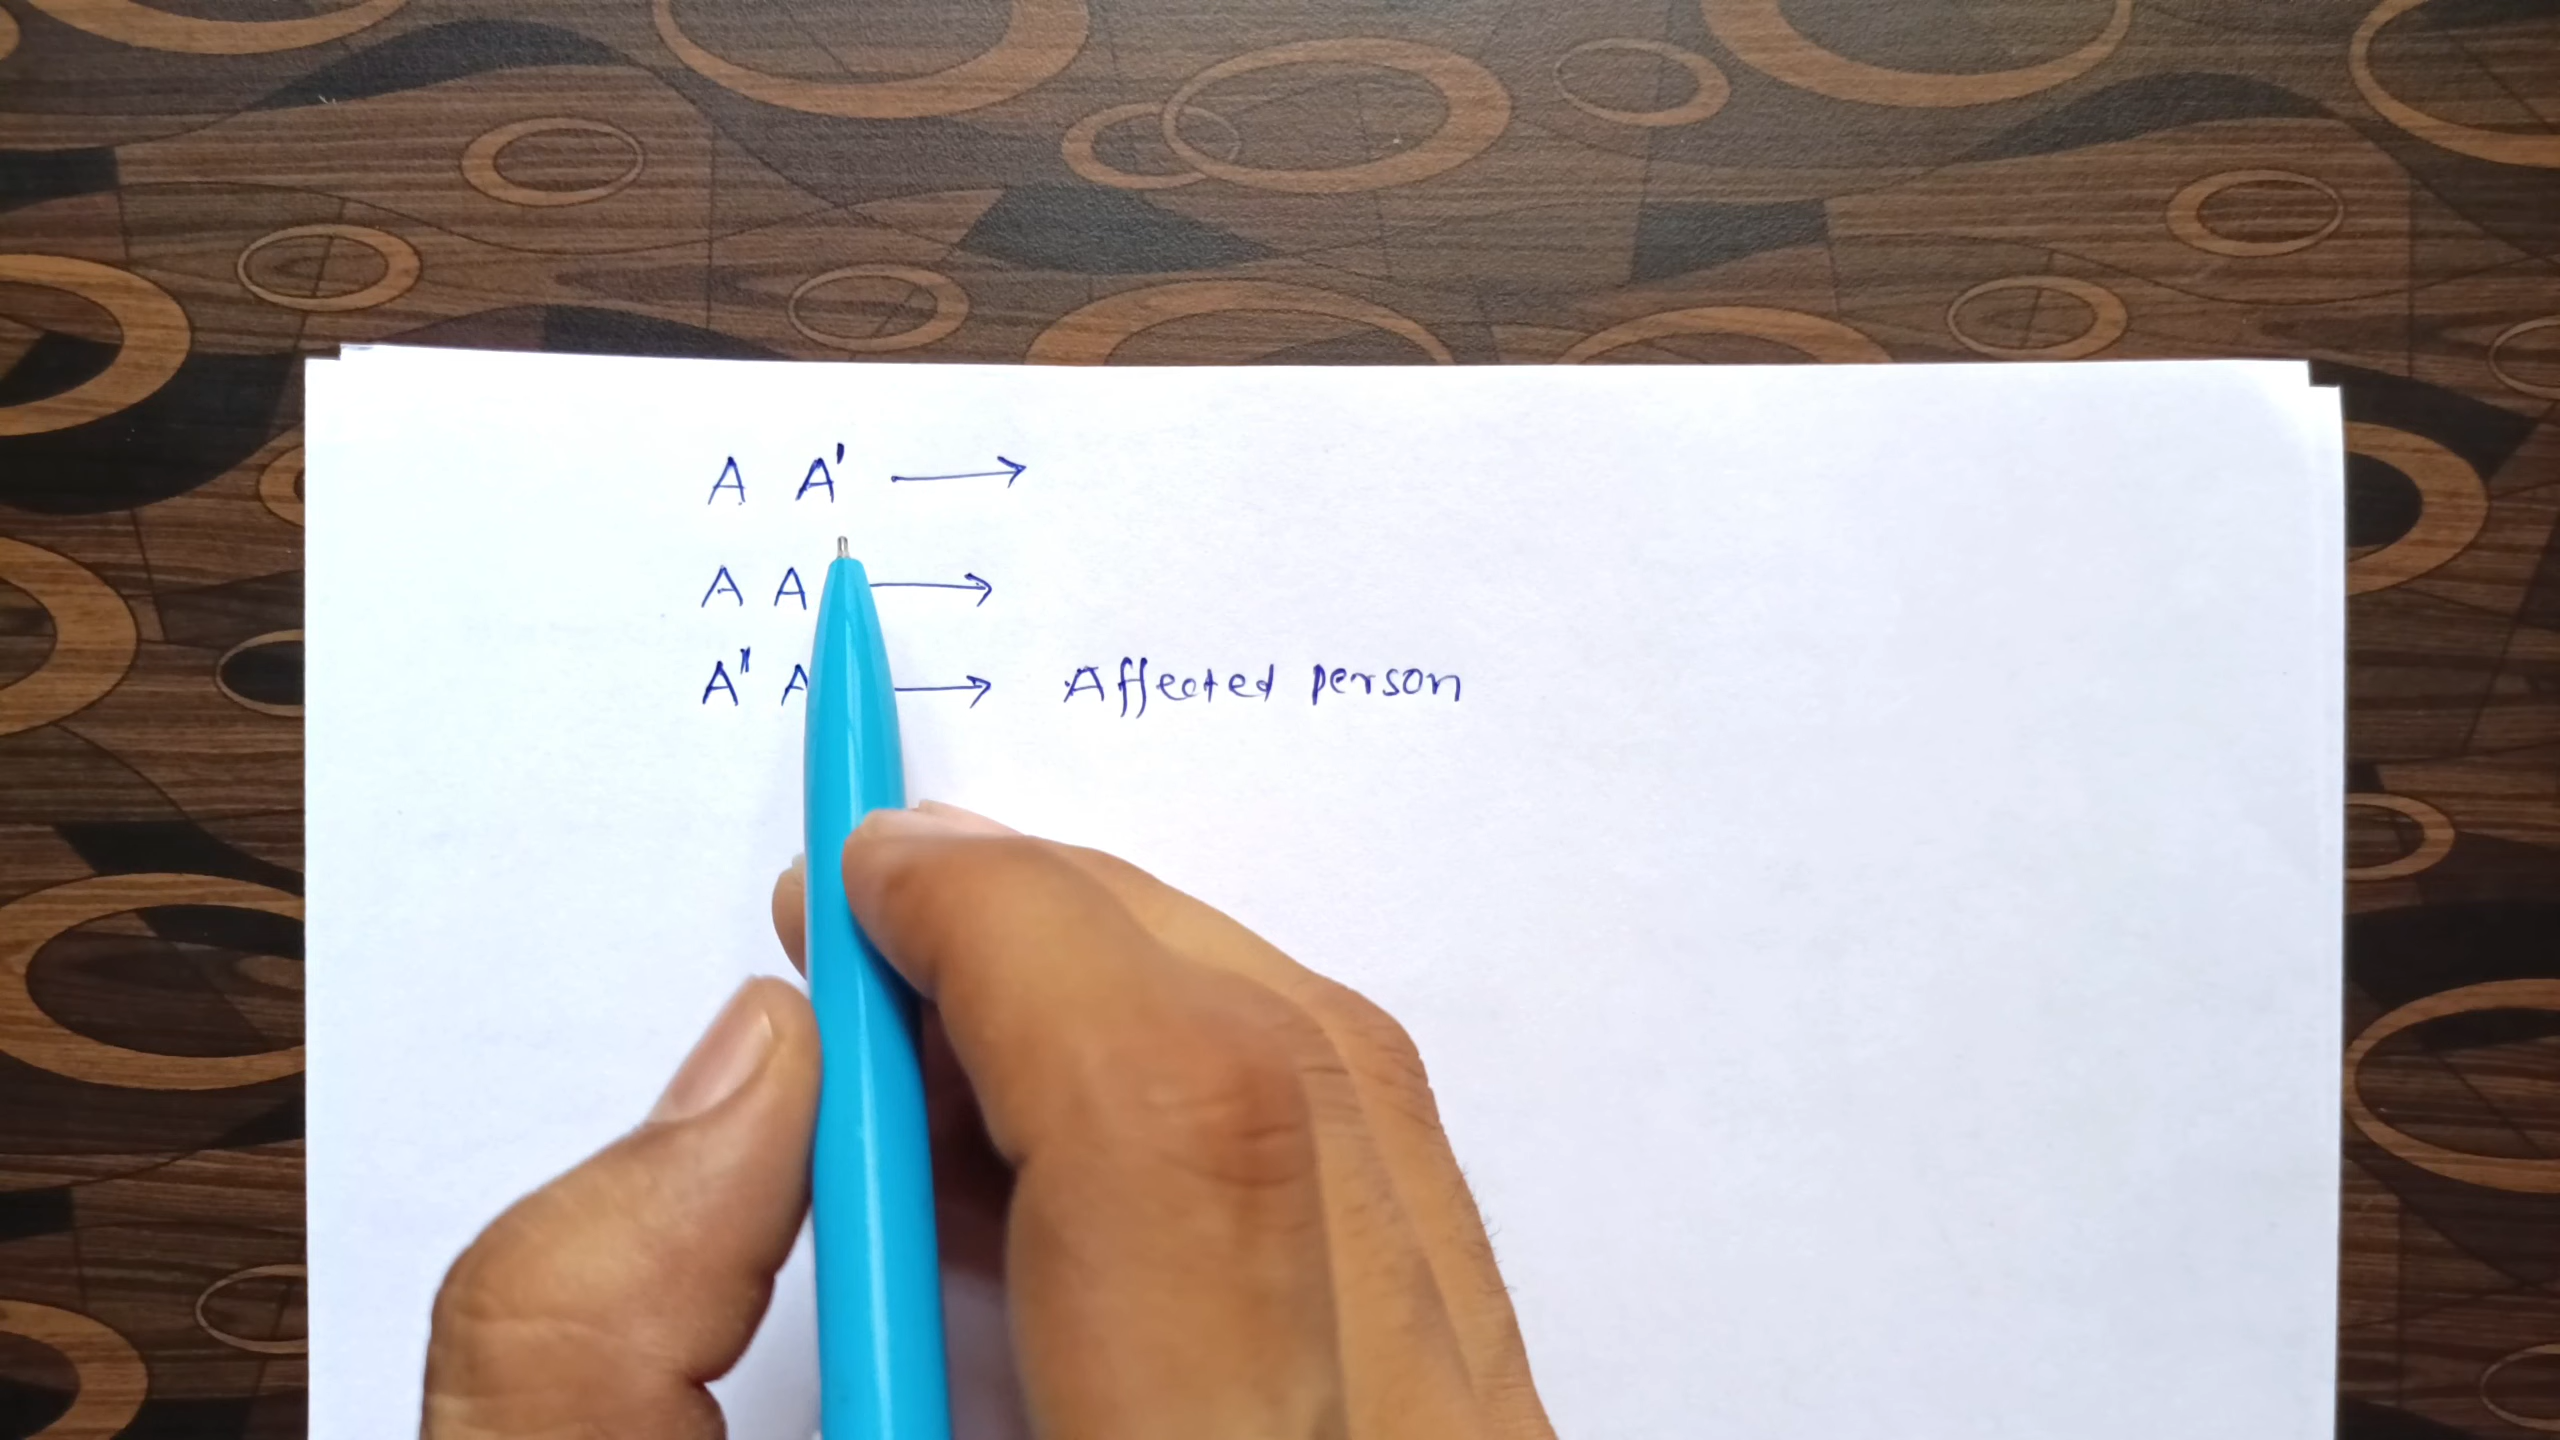 A A' →
A A →
A" A → Affected person